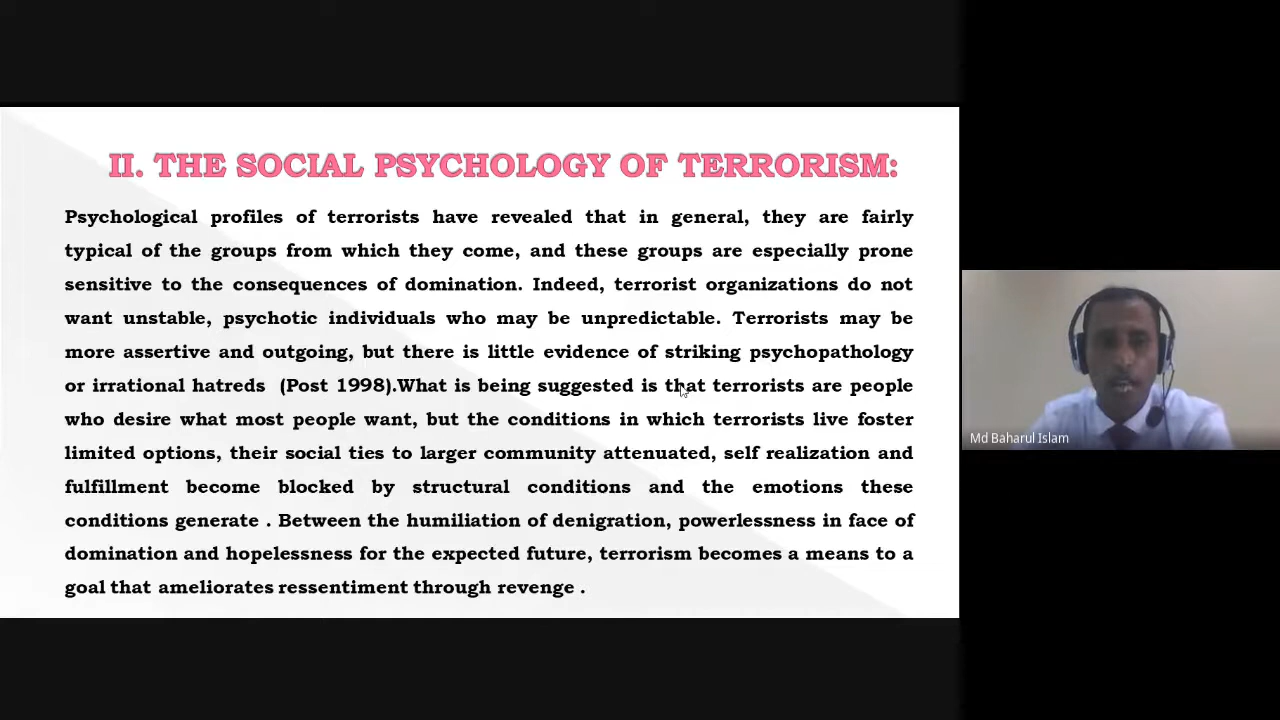 II. THE SOCIAL PSYCHOLOGY OF TERRORISM:
Psychological profiles of terrorists have revealed that in general, they are fairly
typical of the groups from which they come, and these groups are especially prone
sensitive to the consequences of domination. Indeed, terrorist organizations do not
want unstable, psychotic individuals who may be unpredictable. Terrorists may be
more assertive and outgoing, but there is little evidence of striking psychopathology
or irrational hatreds (Post 1998).What is being suggested is that terrorists are people
who desire what most people want, but the conditions in which terrorists live foster
limited options, their social ties to larger community attenuated, self realization and
fulfillment become blocked by structural conditions and the emotions these
conditions generate . Between the humiliation of denigration, powerlessness in face of
domination and hopelessness for the expected future, terrorism becomes a means to a
goal that ameliorates ressentiment through revenge .
Md Baharul Islam